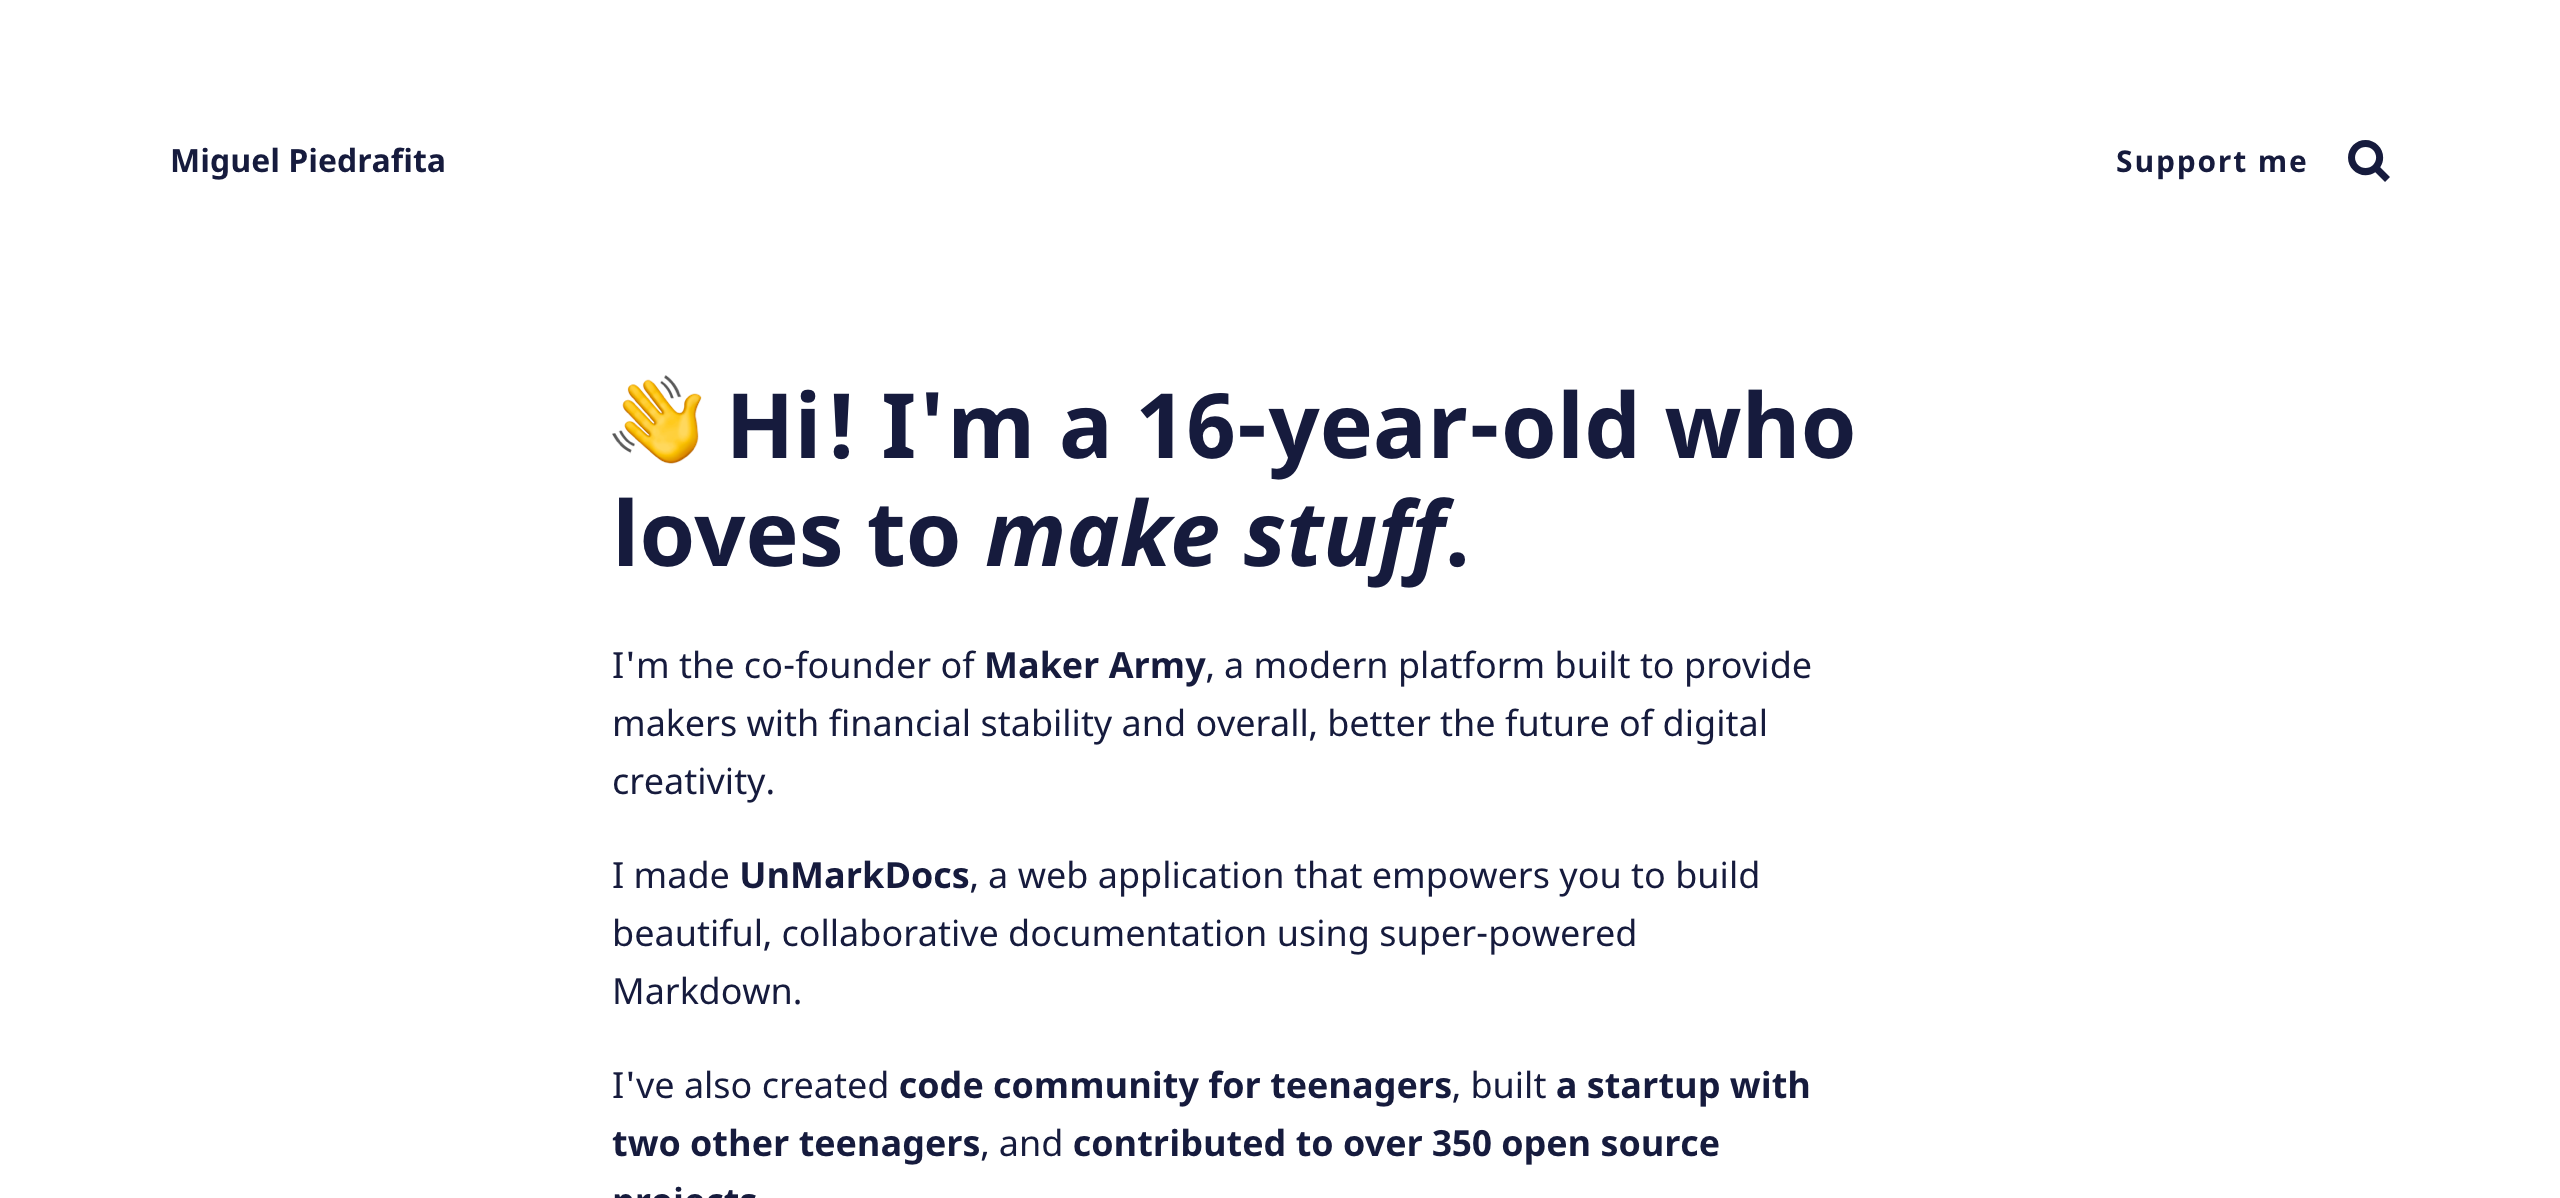 Miguel Piedrafita
Support me
👋 Hi! I'm a 16-year-old who
loves to make stuff.
I'm the co-founder of Maker Army, a modern platform built to provide
makers with financial stability and overall, better the future of digital
creativity.
I made UnMarkDocs, a web application that empowers you to build
beautiful, collaborative documentation using super-powered
Markdown.
I've also created code community for teenagers, built a startup with
two other teenagers, and contributed to over 350 open source
projects